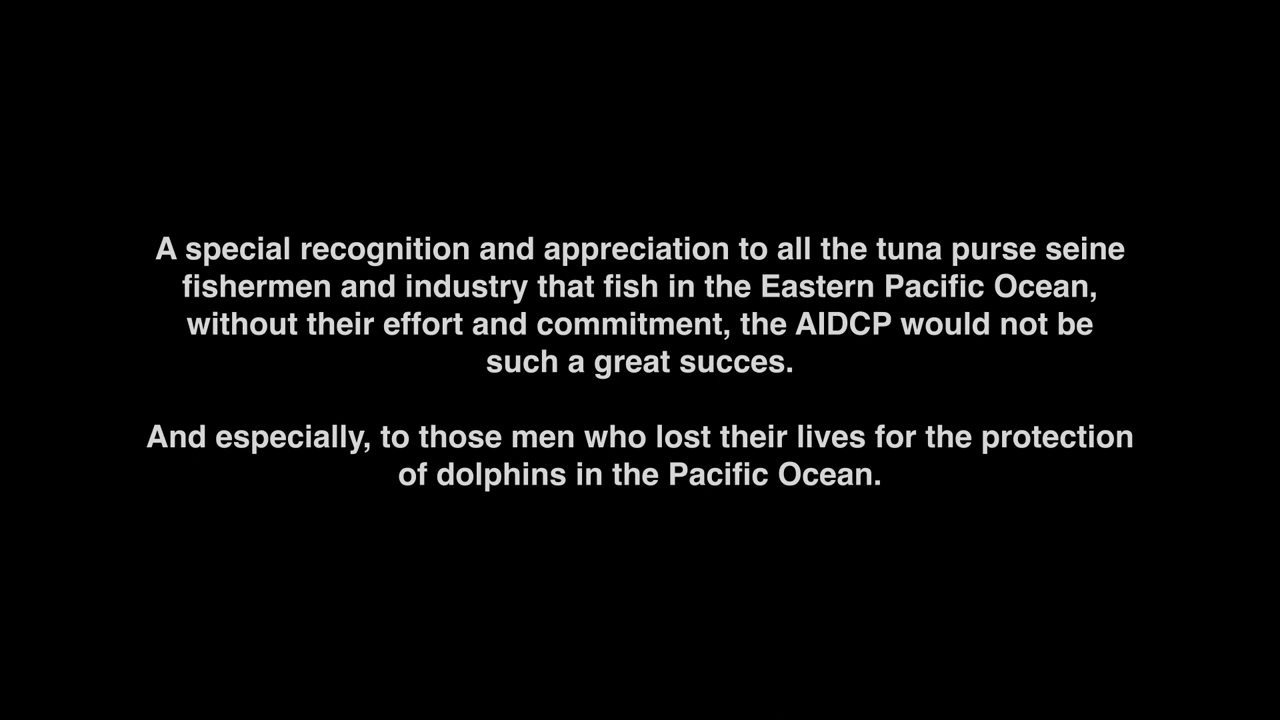 A special recognition and appreciation to all the tuna purse seine
fishermen and industry that fish in the Eastern Pacific Ocean,
without their effort and commitment, the AIDCP would not be
such a great succes.
And especially, to those men who lost their lives for the protection
of dolphins in the Pacific Ocean.